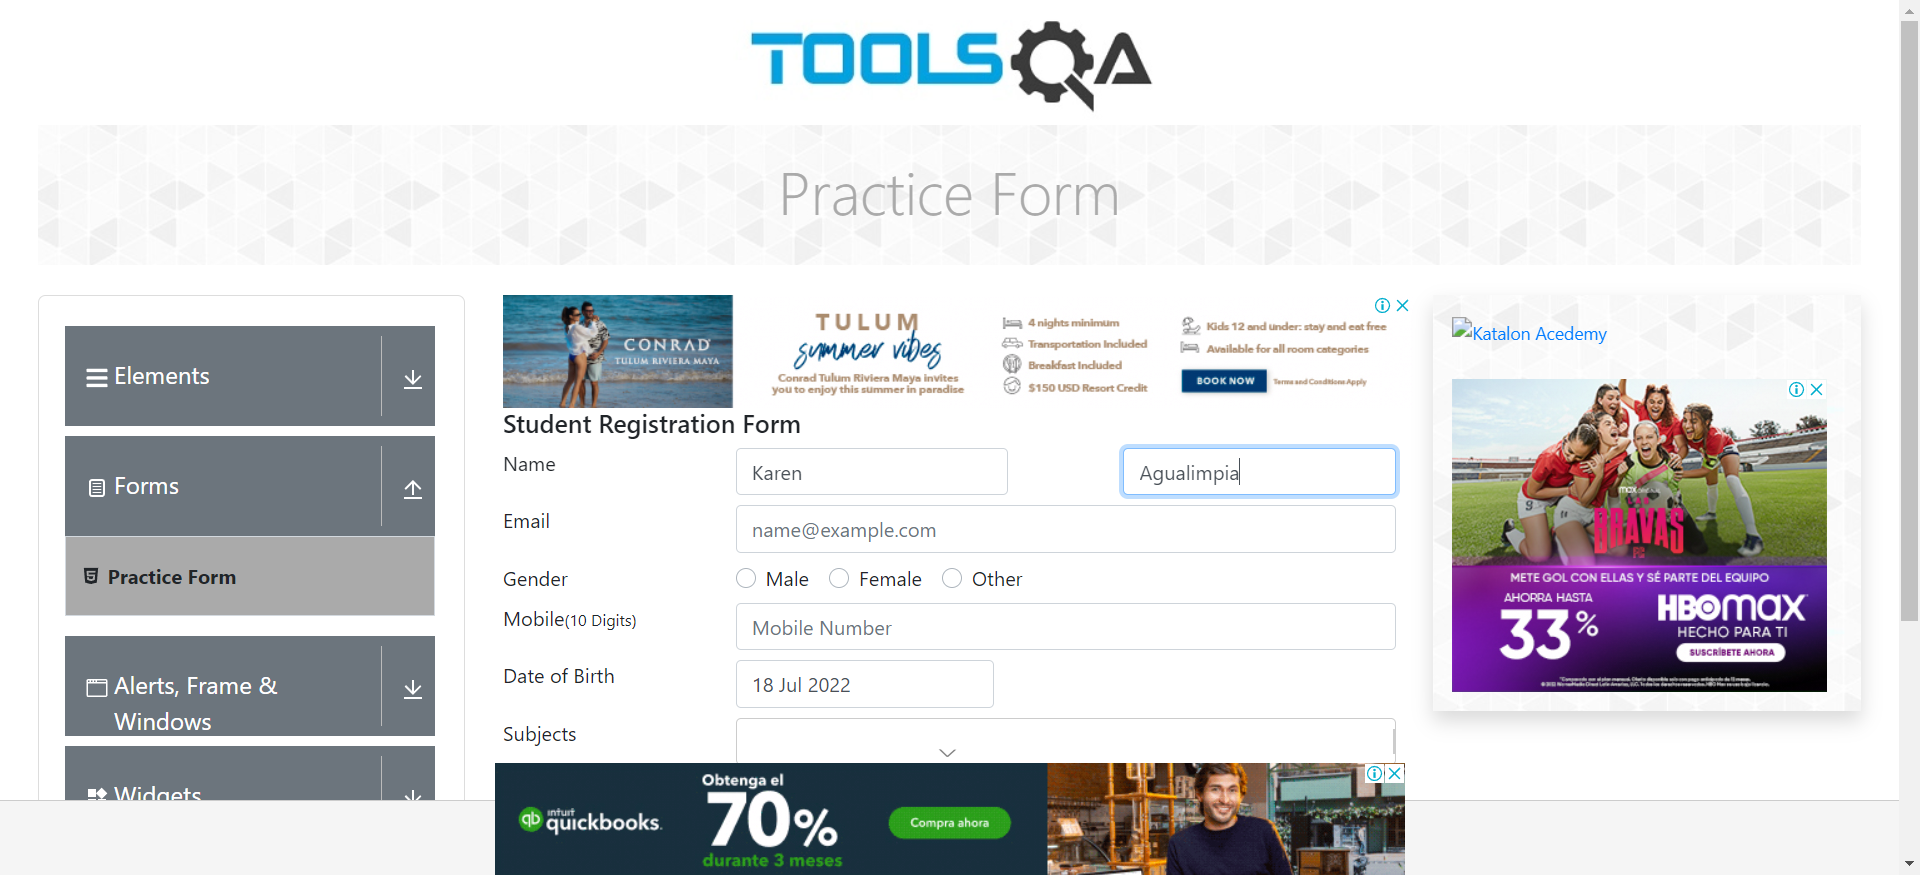 TOOLSQA
Practice Form
Elements
Forms
Practice Form
Alerts, Frame &
Windows
Widgets
CONRAD
TULUM RIVIERA MAYA
TULUM
summer vibes
Conrad Tulum Riviera Maya invites
you to enjoy this summer in paradise
4 nights minimum
Transportation Included
Breakfast Included
$150 USD Resort Credit
Kids 12 and under: stay and eat free
Available for all room categories
BOOK NOW
Terms and Conditions Apply
Student Registration Form
Name
Karen
Agualimpia
Email
name@example.com
Gender
Male
Female
Other
Mobile(10 Digits)
Mobile Number
Date of Birth
18 Jul 2022
Subjects
intuit
quickbooks.
Obtenga el
70%
durante 3 meses
Compra ahora
Katalon Acedemy
BRAVAS
FC
METE GOL CON ELLAS Y SÉ PARTE DEL EQUIPO
AHORRA HASTA
33%
HBOmax
HECHO PARA TI
SUSCRÍBETE AHORA